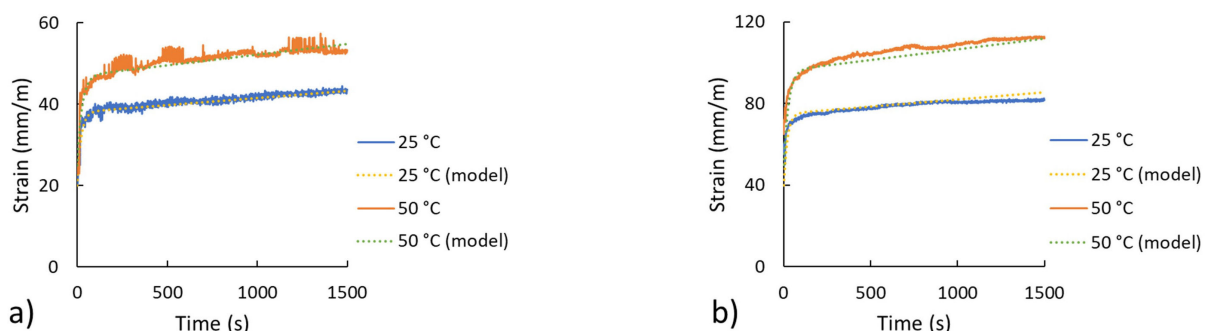 60
40
20
0
Strain (mm/m)
0 500 1000 1500
Time (s)
25 °C
25 °C (model)
50 °C
50 °C (model)
a)
120
80
40
0
Strain (mm/m)
0 500 1000 1500
Time (s)
25 °C
25 °C (model)
50 °C
50 °C (model)
b)